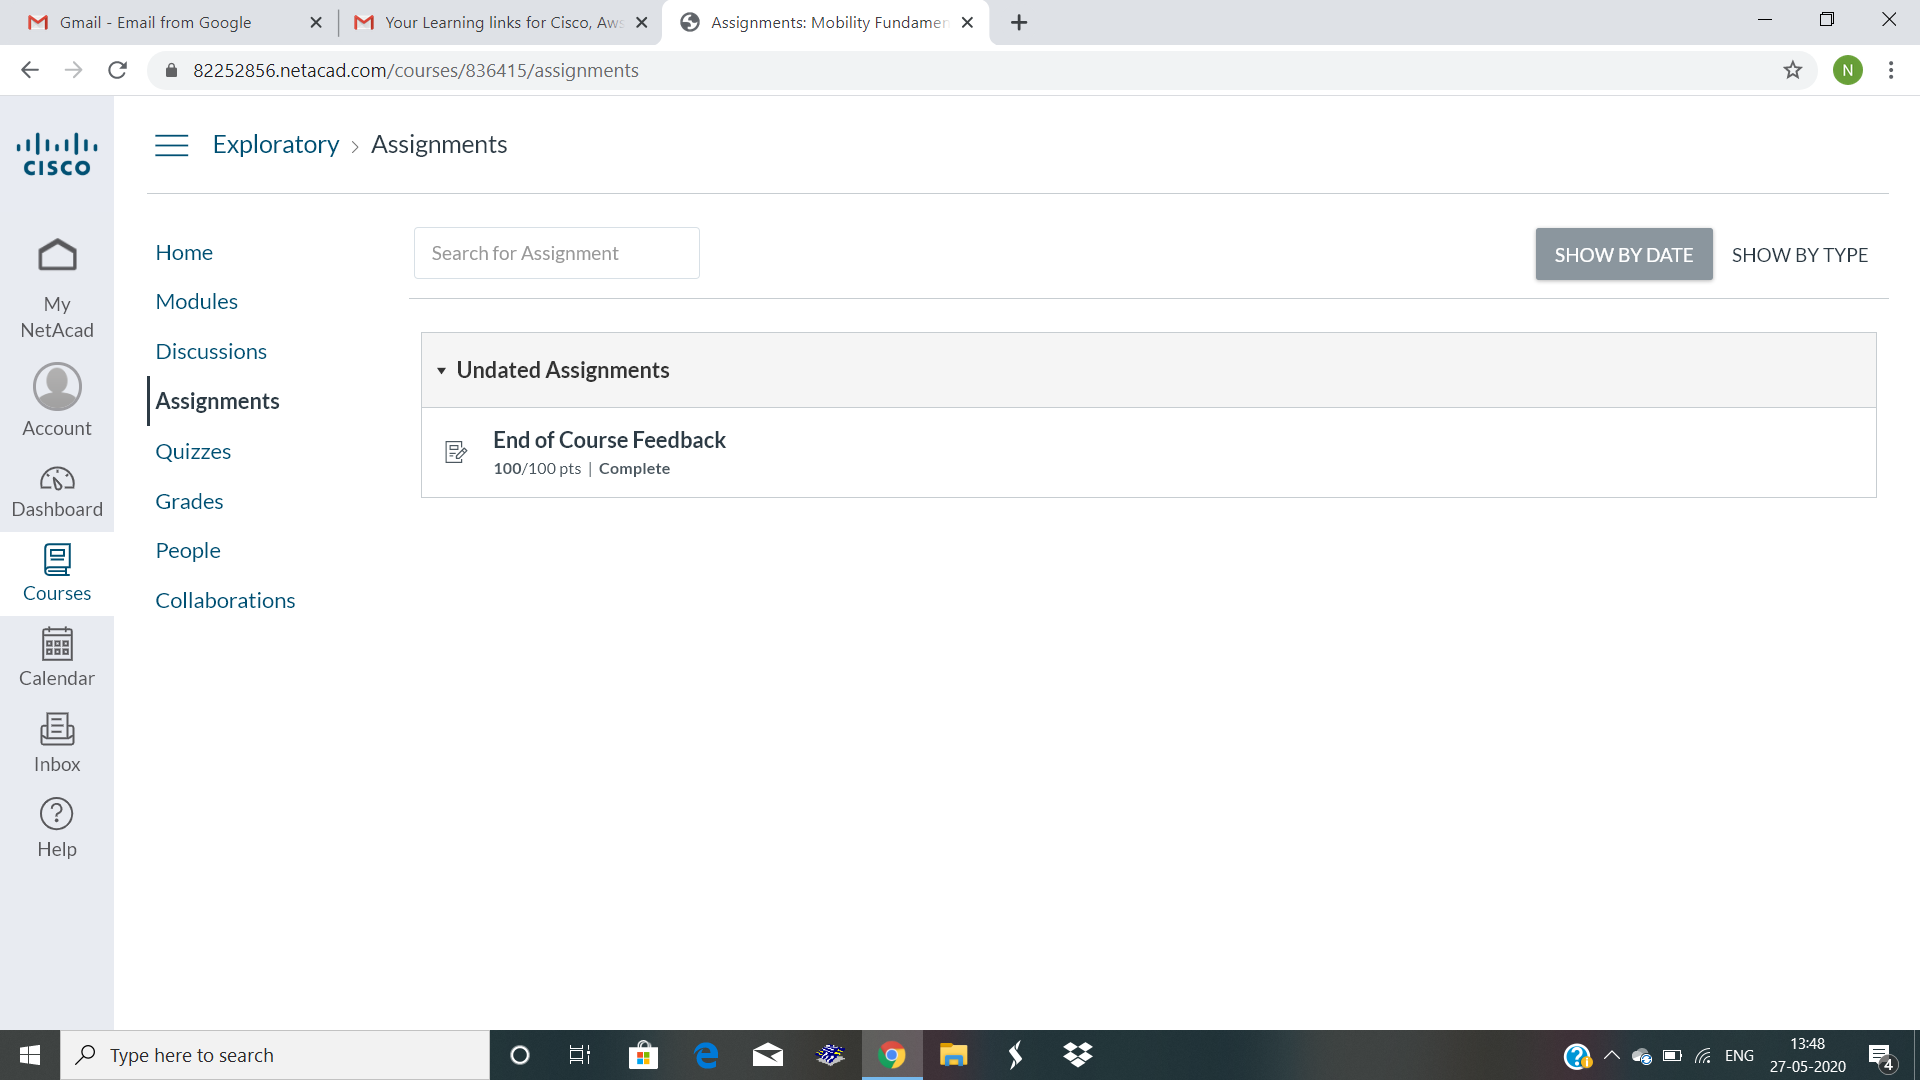 Gmail - Email from Google
Your Learning links for Cisco, Aws
Assignments: Mobility Fundamen
82252856.netacad.com/courses/836415/assignments
N
CISCO
Exploratory > Assignments
My
NetAcad
Account
Dashboard
Courses
Calendar
Inbox
Help
Home
Modules
Discussions
Assignments
Quizzes
Grades
People
Collaborations
Search for Assignment
SHOW BY DATE
SHOW BY TYPE
Undated Assignments
End of Course Feedback
100/100 pts | Complete
Type here to search
ENG
13:48
27-05-2020
4